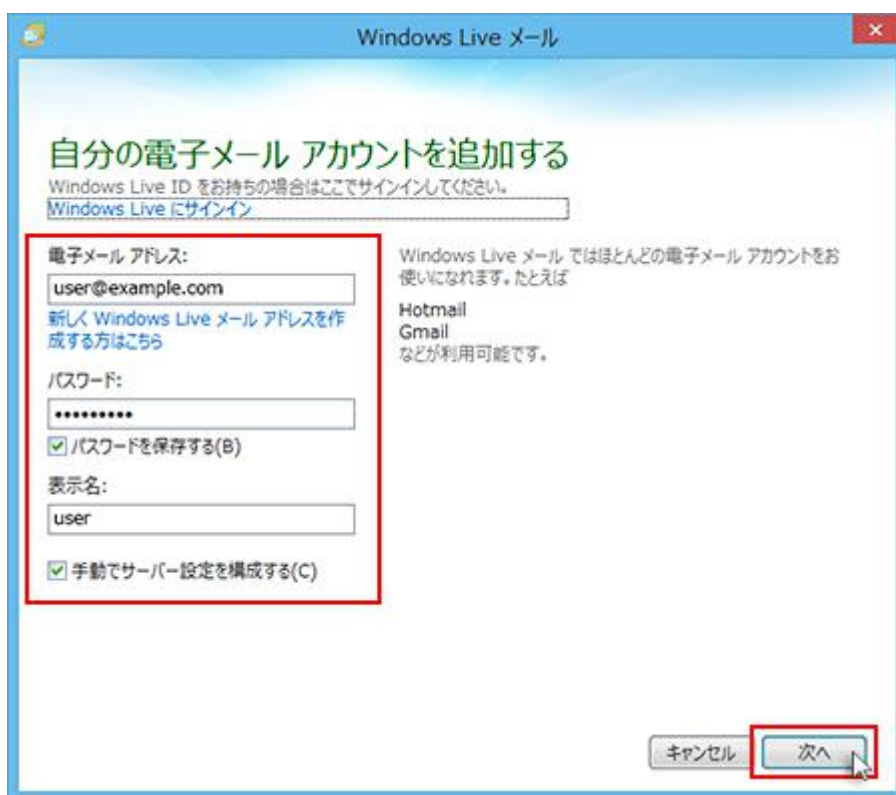 Windows Live メール
自分の電子メール アカウントを追加する
Windows Live ID をお持ちの場合はここでサインインしてください。
Windows Live にサインイン
電子メール アドレス:
user@example.com
新しく Windows Live メール アドレスを作
成する方はこちら
パスワード:
•••••••••
パスワードを保存する(B)
表示名:
user
手動でサーバー設定を構成する(C)
Windows Live メール ではほとんどの電子メール アカウントをお
使いになれます。たとえば
Hotmail
Gmail
などが利用可能です。
キャンセル
次へ